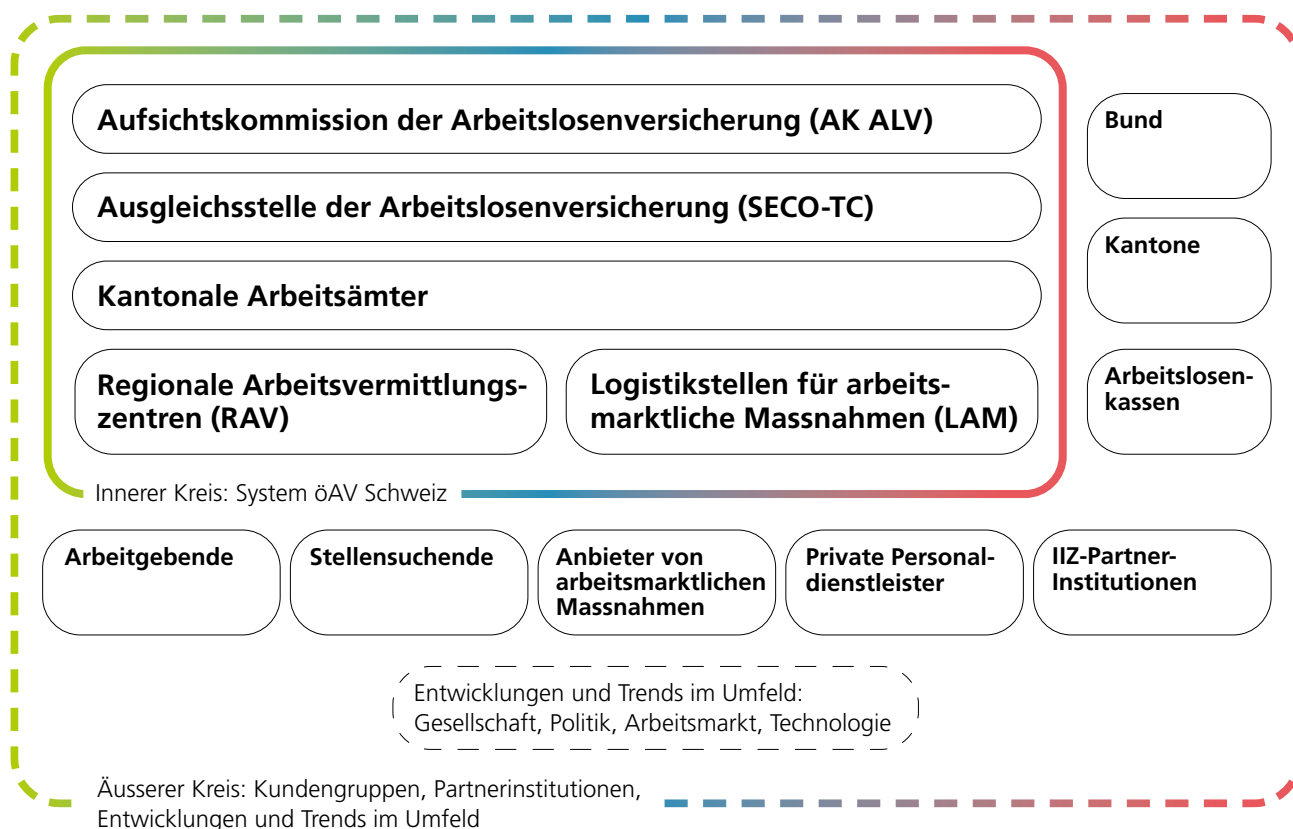 Aufsichtskommission der Arbeitslosenversicherung (AK ALV)
Ausgleichsstelle der Arbeitslosenversicherung (SECO-TC)
Kantonale Arbeitsämter
Regionale Arbeitsvermittlungs-
zentren (RAV)
Logistikstellen für arbeits-
marktliche Massnahmen (LAM)
Innerer Kreis: System öAV Schweiz
Bund
Kantone
Arbeitslosen-
kassen
Arbeitgebende
Stellensuchende
Anbieter von
arbeitsmarktlichen
Massnahmen
Private Personal-
dienstleister
IIZ-Partner-
Institutionen
Entwicklungen und Trends im Umfeld:
Gesellschaft, Politik, Arbeitsmarkt, Technologie
Äusserer Kreis: Kundengruppen, Partnerinstitutionen,
Entwicklungen und Trends im Umfeld